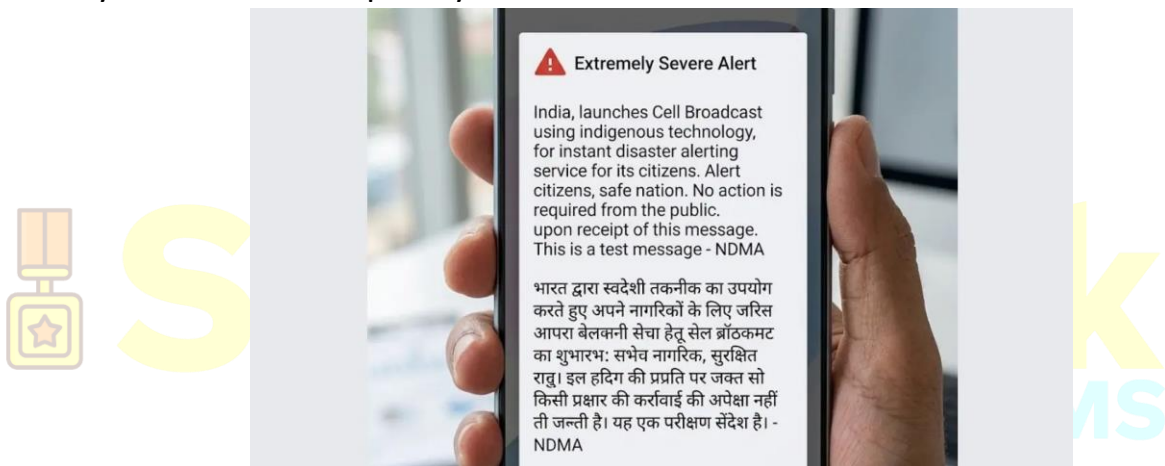 Extremely Severe Alert
India, launches Cell Broadcast
using indigenous technology,
for instant disaster alerting
service for its citizens. Alert
citizens, safe nation. No action is
required from the public.
upon receipt of this message.
This is a test message - NDMA
भारत द्वारा स्वदेशी तकनीक का उपयोग
करते हुए अपने नागरिकों के लिए जरिस
आपरा बेलकनी सेचा हेतू सेल ब्रॉठकमट
का शुभारभ: सभेव नागरिक, सुरक्षित
रावु। इल हदिग की प्रप्रति पर जक्त सो
किसी प्रक्षार की कर्रावाई की अपेक्षा नहीं
ती जन्ती है। यह एक परीक्षण सेंदेश है। -
NDMA
S
k
MS